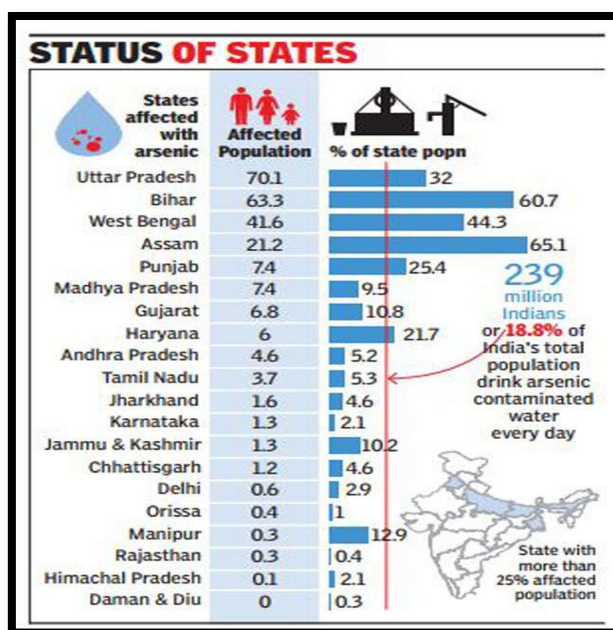 STATUS OF STATES
States
affected
with
arsenic
Affected
Population
% of state popn
Uttar Pradesh 70.1 32
Bihar 63.3 60.7
West Bengal 41.6 44.3
Assam 21.2 65.1
Punjab 7.4 25.4
Madhya Pradesh 7.4 9.5
Gujarat 6.8 10.8
Haryana 6 21.7
Andhra Pradesh 4.6 5.2
Tamil Nadu 3.7 5.3
Jharkhand 1.6 4.6
Karnataka 1.3 2.1
Jammu & Kashmir 1.3 10.2
Chhattisgarh 1.2 4.6
Delhi 0.6 2.9
Orissa 0.4 1
Manipur 0.3 12.9
Rajasthan 0.3 0.4
Himachal Pradesh 0.1 2.1
Daman & Diu 0 0.3
239
million
Indians
or 18.8% of
India's total
population
drink arsenic
contaminated
water
every day
State with
more than
25% affacted
population